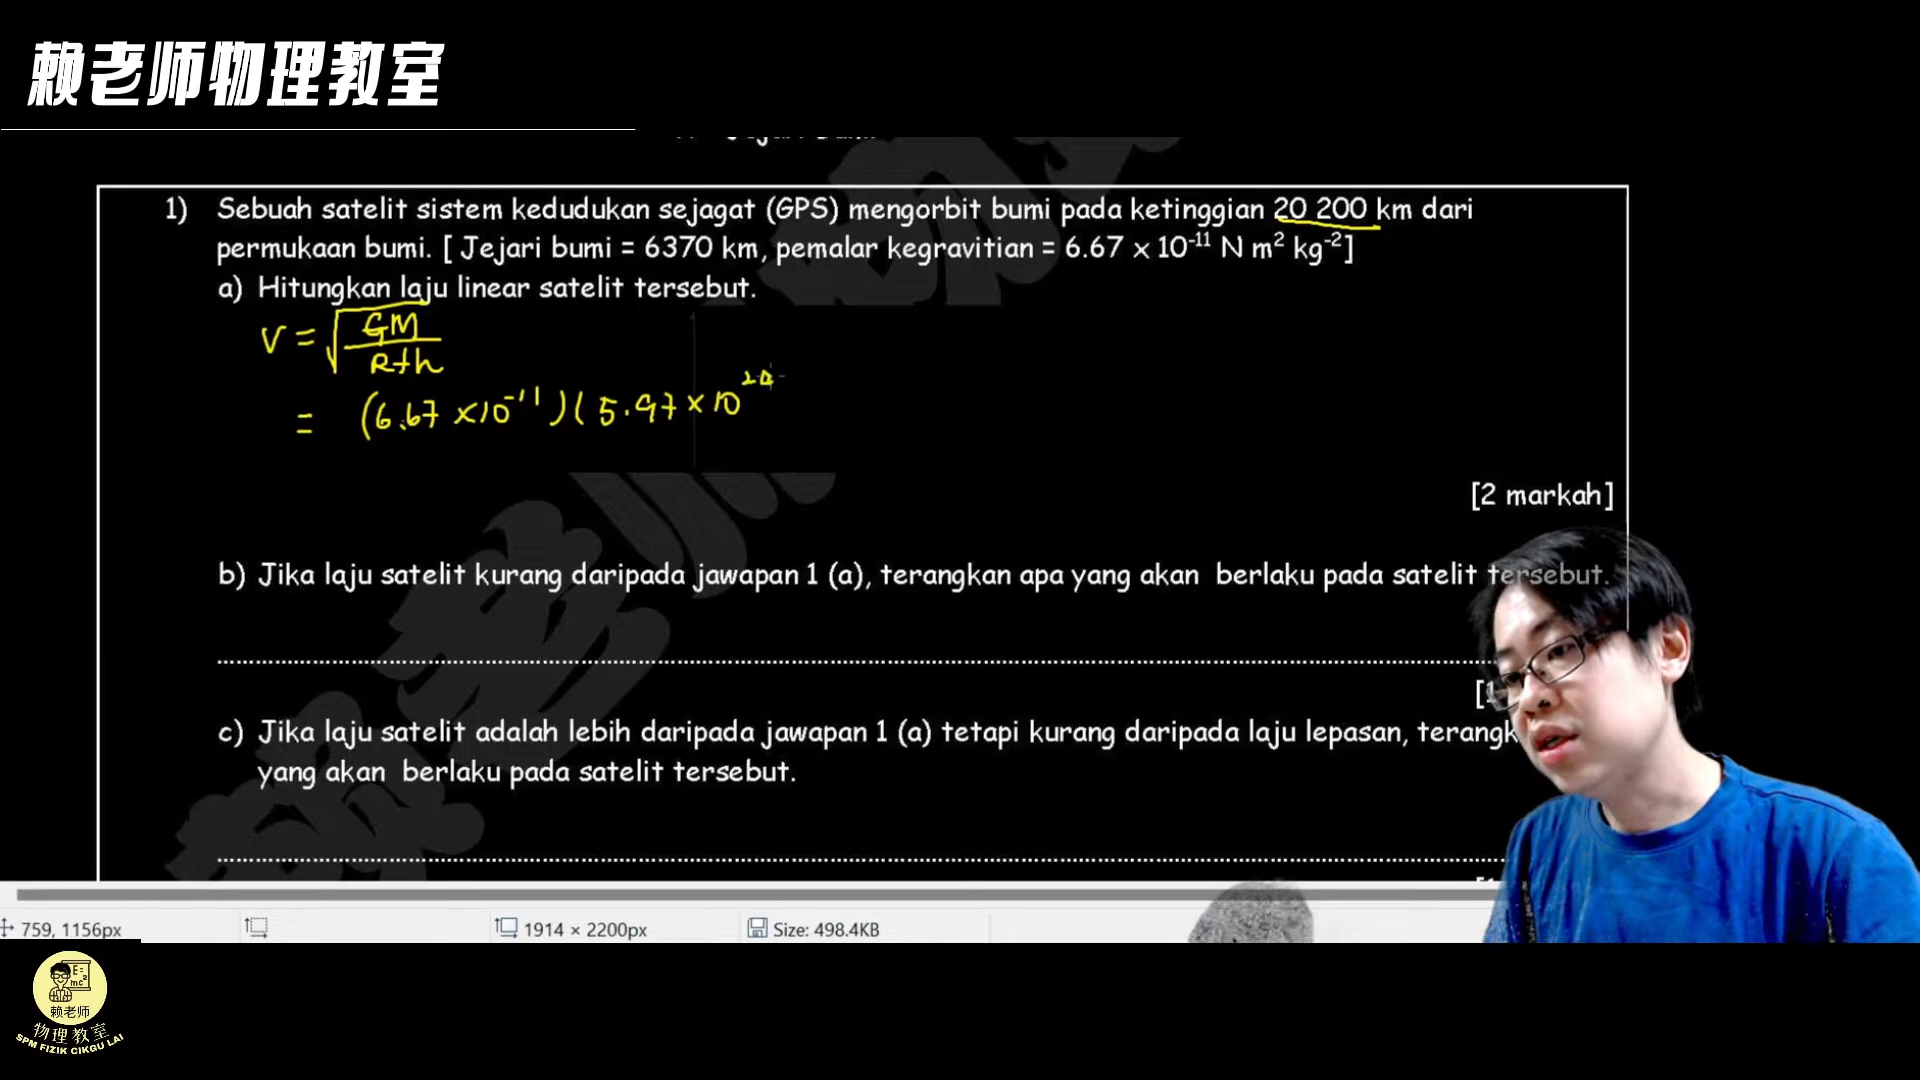 赖老师物理教室
1) Sebuah satelit sistem kedudukan sejagat (GPS) mengorbit bumi pada ketinggian 20 200 km dari
permukaan bumi. [ Jejari bumi = 6370 km, pemalar kegravitian = 6.67 x 10⁻¹¹ N m² kg⁻²]
a) Hitungkan laju linear satelit tersebut.
V = √(GM / R+h)
= (6.67 × 10⁻¹¹)(5.97 × 10²⁴
[2 markah]
b) Jika laju satelit kurang daripada jawapan 1 (a), terangkan apa yang akan berlaku pada satelit tersebut.
[1
c) Jika laju satelit adalah lebih daripada jawapan 1 (a) tetapi kurang daripada laju lepasan, terangk
yang akan berlaku pada satelit tersebut.
759, 1156px
1914 × 2200px
Size: 498.4KB
E=
mc²
赖老师
物理教室
SPM FIZIK CIKGU LAI